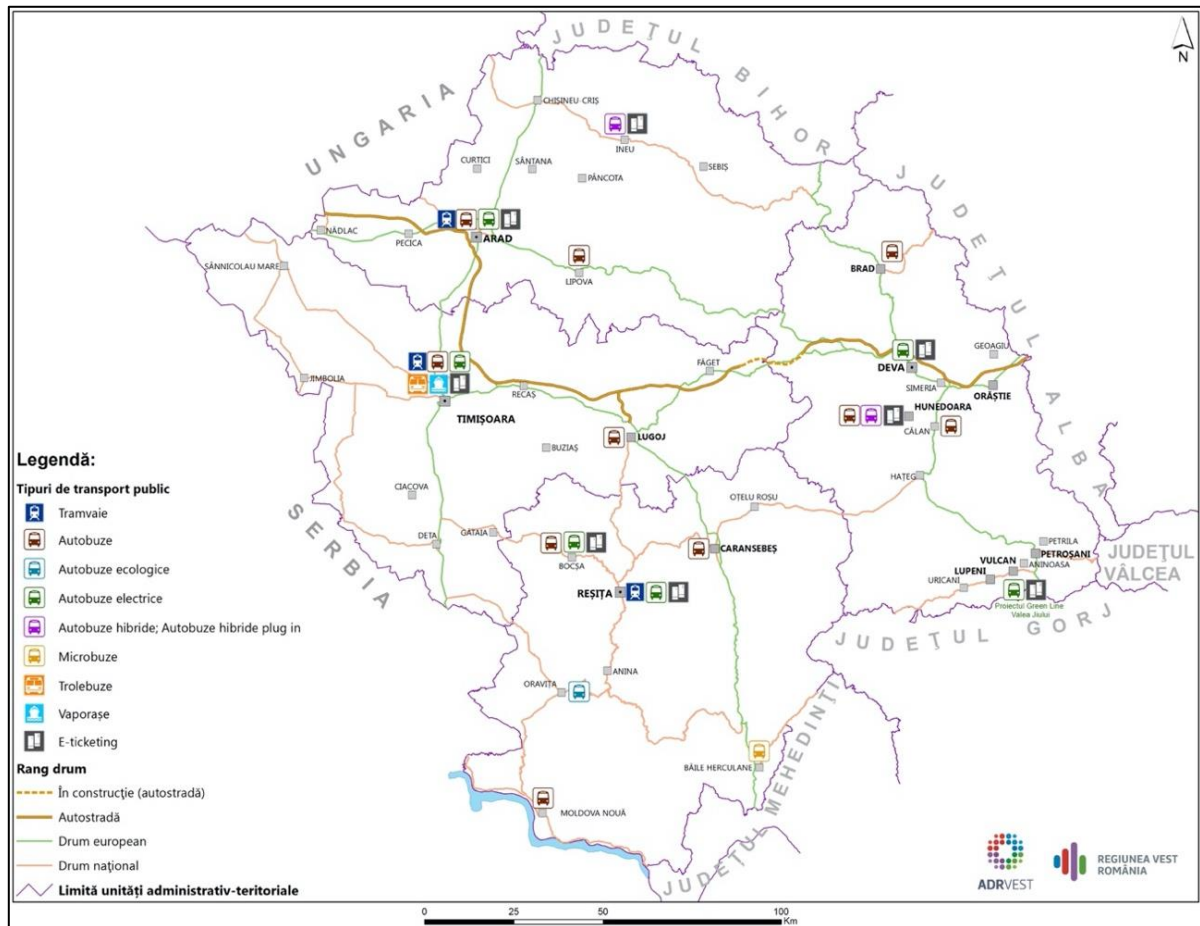 JUDEȚUL BIHOR
N
UNGARIA
CHIȘINEU-CRIȘ
INEU
CURTICI
SÂNTANA
PÂNCOTA
SEBIȘ
JUDEȚUL ALBA
NĂDLAC
PECICA
ARAD
SÂNNICOLAU MARE
LIPOVA
BRAD
GEOAGIU
FĂGET
DEVA
SIMERIA
ORĂȘTIE
JIMBOLIA
RECAȘ
TIMIȘOARA
HUNEDOARA
CĂLAN
LUGOJ
BUZIAȘ
HAȚEG
CIACOVA
OȚELU ROȘU
SERBIA
DETA
GATAIA
BOCȘA
CARANSEBEȘ
PETRILA
PETROȘANI
VULCAN
ANINOASA
LUPENI
URICANI
JUDEȚUL
VÂLCEA
REȘIȚA
Proiectul Green Line
Valea Jiului
JUDEȚUL GORJ
ANINA
ORAVIȚA
BĂILE HERCULANE
JUDEȚUL MEHEDINȚI
MOLDOVA NOUĂ
Legendă:
Tipuri de transport public
Tramvaie
Autobuze
Autobuze ecologice
Autobuze electrice
Autobuze hibride; Autobuze hibride plug in
Microbuze
Trolebuze
Vaporașe
E-ticketing
Rang drum
În construcție (autostradă)
Autostradă
Drum european
Drum național
Limită unități administrativ-teritoriale
ADRVEST
REGIUNEA VEST
ROMÂNIA
0 25 50 100
Km